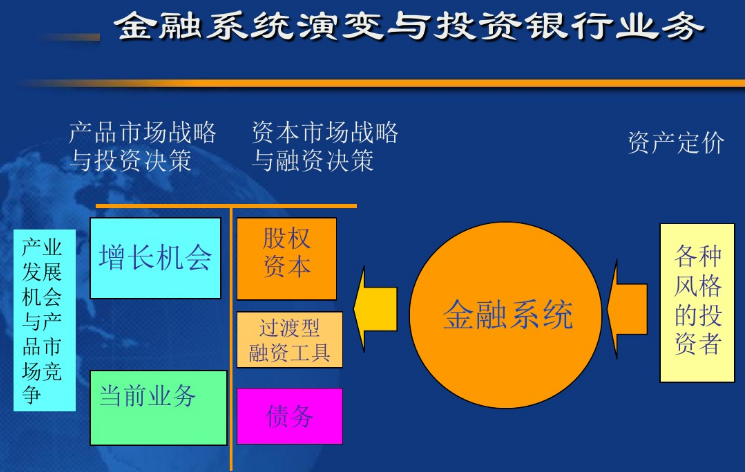 金融系统演变与投资银行业务
产品市场战略
与投资决策
资本市场战略
与融资决策
资产定价
产业
发展
机会
与产
品市
场竞
争
增长机会
当前业务
股权
资本
过渡型
融资工具
债务
金融系统
各种
风格
的投
资者